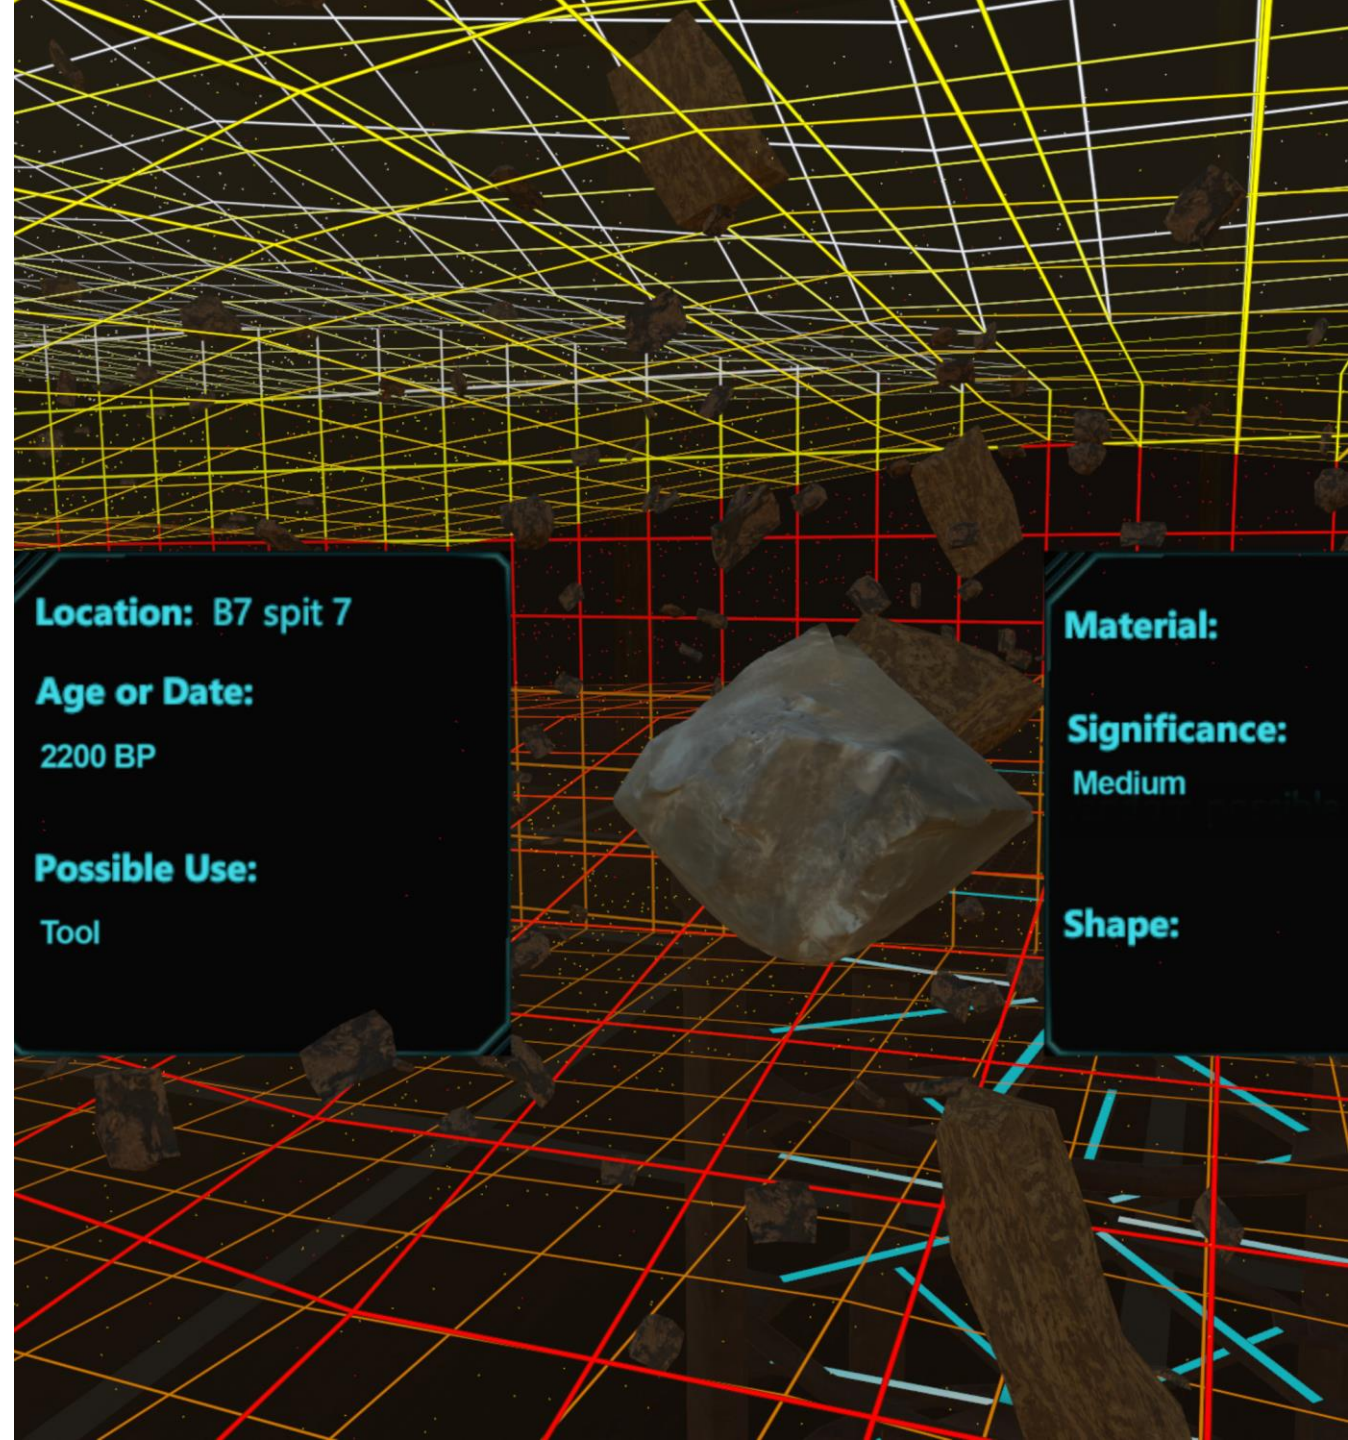 Location: B7 spit 7
Age or Date:
2200 BP
Possible Use:
Tool
Material:
Significance:
Medium
Shape: